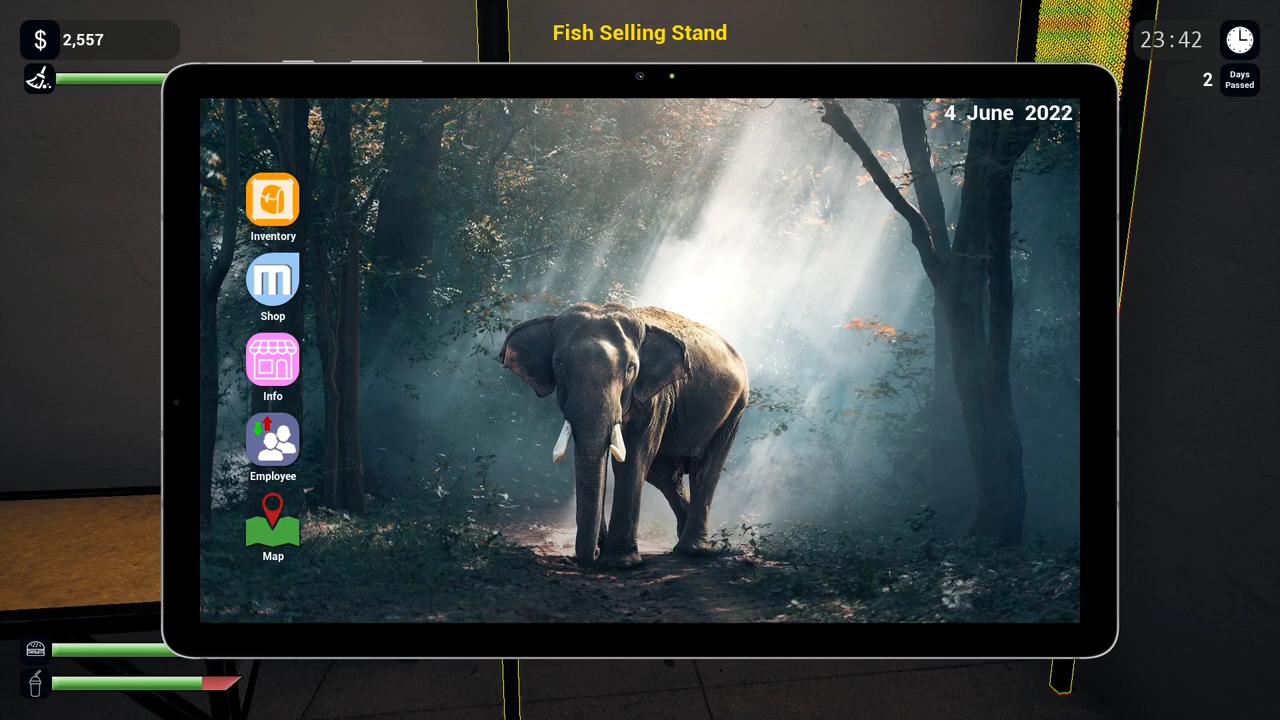 $ 2,557
Fish Selling Stand
23:42
2
Days
Passed
4 June 2022
Inventory
Shop
Info
Employee
Map